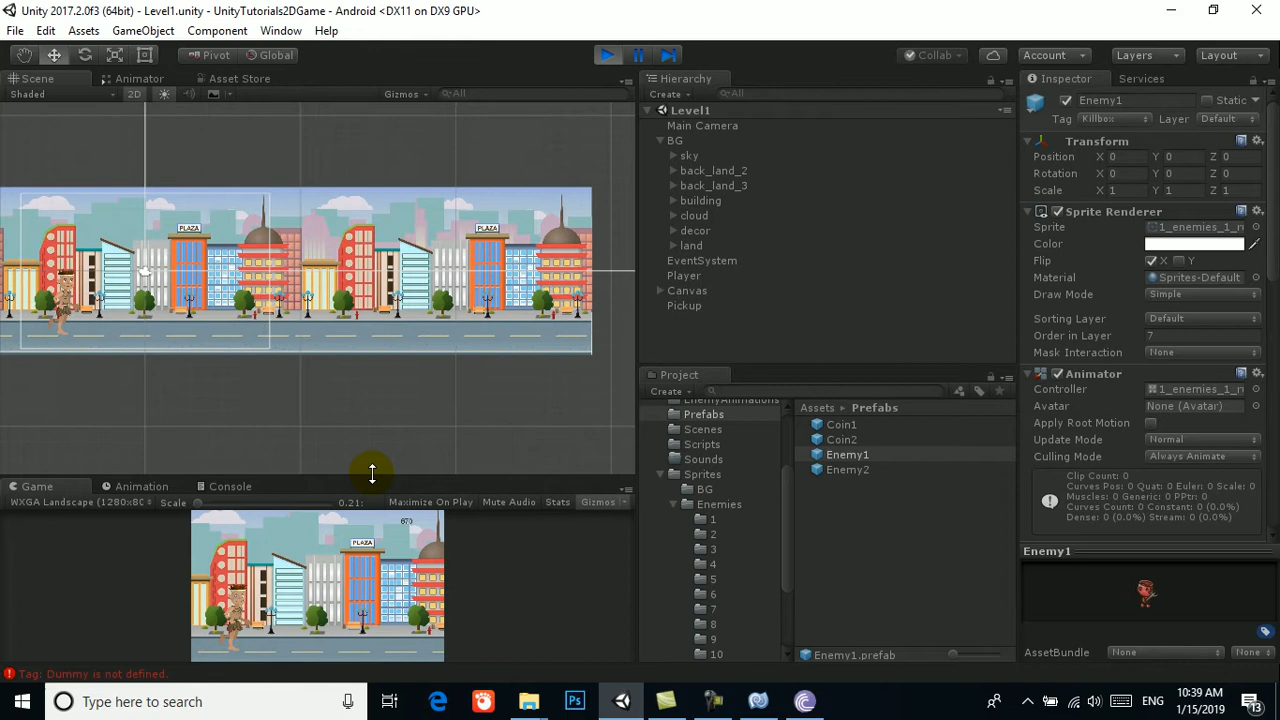 Unity 2017.2.0f3 (64bit) - Level1.unity - UnityTutorials2DGame - Android <DX11 on DX9 GPU>
File Edit Assets GameObject Component Window Help
Pivot Global Collab Account Layers Layout
Scene Animator Asset Store
Shaded 2D Gizmos All
PLAZA PLAZA
Game Animation Console
WXGA Landscape (1280x8 Scale 0.21: Maximize On Play Mute Audio Stats Gizmos
670
PLAZA
Tag: Dummy is not defined.
Hierarchy
Create All
Level1
Main Camera
BG
sky
back_land_2
back_land_3
building
cloud
decor
land
EventSystem
Player
Canvas
Pickup
Project
Create
EnemyAnimations
Prefabs
Scenes
Scripts
Sounds
Sprites
BG
Enemies
1
2
3
4
5
6
7
8
9
10
Assets Prefabs
Coin1
Coin2
Enemy1
Enemy2
Enemy1.prefab
Inspector Services
Enemy1 Static
Tag Killbox Layer Default
Transform
Position X 0 Y 0 Z 0
Rotation X 0 Y 0 Z 0
Scale X 1 Y 1 Z 1
Sprite Renderer
Sprite 1_enemies_1_r
Color
Flip X Y
Material Sprites-Default
Draw Mode Simple
Sorting Layer Default
Order in Layer 7
Mask Interaction None
Animator
Controller 1_enemies_1_r
Avatar None (Avatar)
Apply Root Motion
Update Mode Normal
Culling Mode Always Animate
Clip Count: 0
Curves Pos: 0 Quat: 0 Euler: 0 Scale: 0
Muscles: 0 Generic: 0 PPtr: 0
Curves Count: 0 Constant: 0 (0.0%)
Dense: 0 (0.0%) Stream: 0 (0.0%)
Enemy1
AssetBundle None None
Type here to search
ENG 10:39 AM
1/15/2019
13